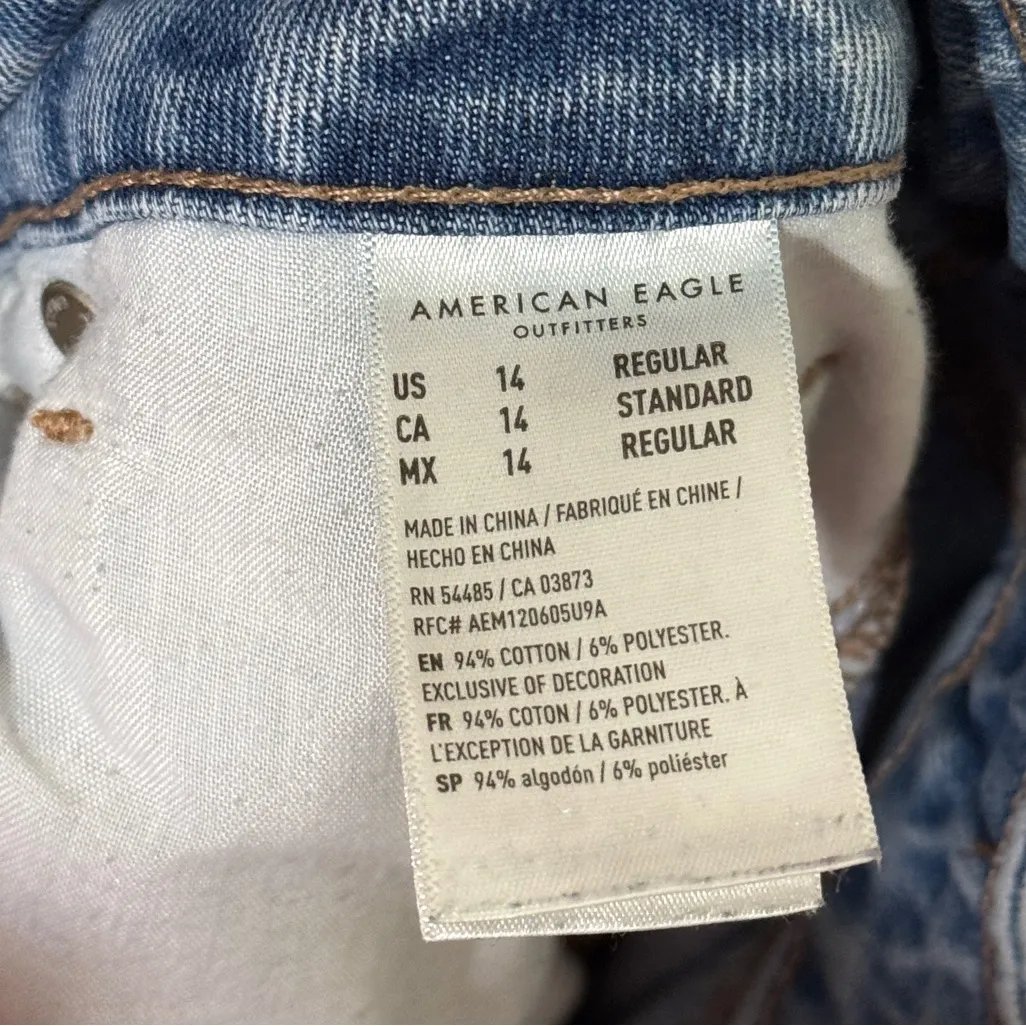 AMERICAN EAGLE
OUTFITTERS
US 14 REGULAR
CA 14 STANDARD
MX 14 REGULAR
MADE IN CHINA / FABRIQUÉ EN CHINE /
HECHO EN CHINA
RN 54485 / CA 03873
RFC# AEM120605U9A
EN 94% COTTON / 6% POLYESTER.
EXCLUSIVE OF DECORATION
FR 94% COTON / 6% POLYESTER. À
L'EXCEPTION DE LA GARNITURE
SP 94% algodón / 6% poliéster